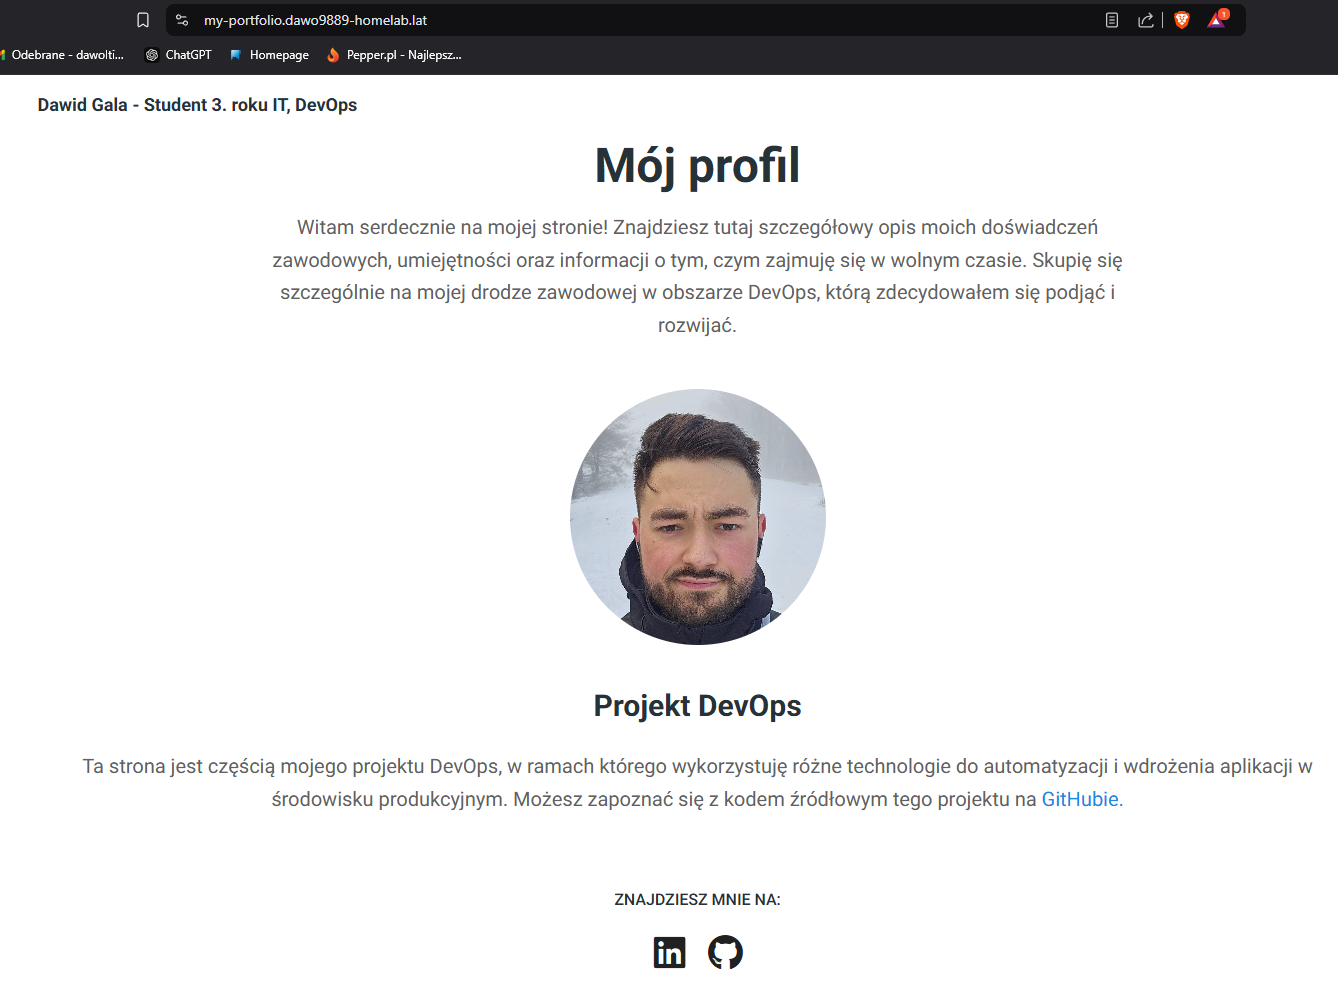 my-portfolio.dawo9889-homelab.lat
1
Odebrane - dawolti...
ChatGPT
Homepage
Pepper.pl - Najlepsz...
Dawid Gala - Student 3. roku IT, DevOps
Mój profil
Witam serdecznie na mojej stronie! Znajdziesz tutaj szczegółowy opis moich doświadczeń
zawodowych, umiejętności oraz informacji o tym, czym zajmuję się w wolnym czasie. Skupię się
szczególnie na mojej drodze zawodowej w obszarze DevOps, którą zdecydowałem się podjąć i
rozwijać.
Projekt DevOps
Ta strona jest częścią mojego projektu DevOps, w ramach którego wykorzystuję różne technologie do automatyzacji i wdrożenia aplikacji w
środowisku produkcyjnym. Możesz zapoznać się z kodem źródłowym tego projektu na GitHubie.
ZNAJDZIESZ MNIE NA:
in